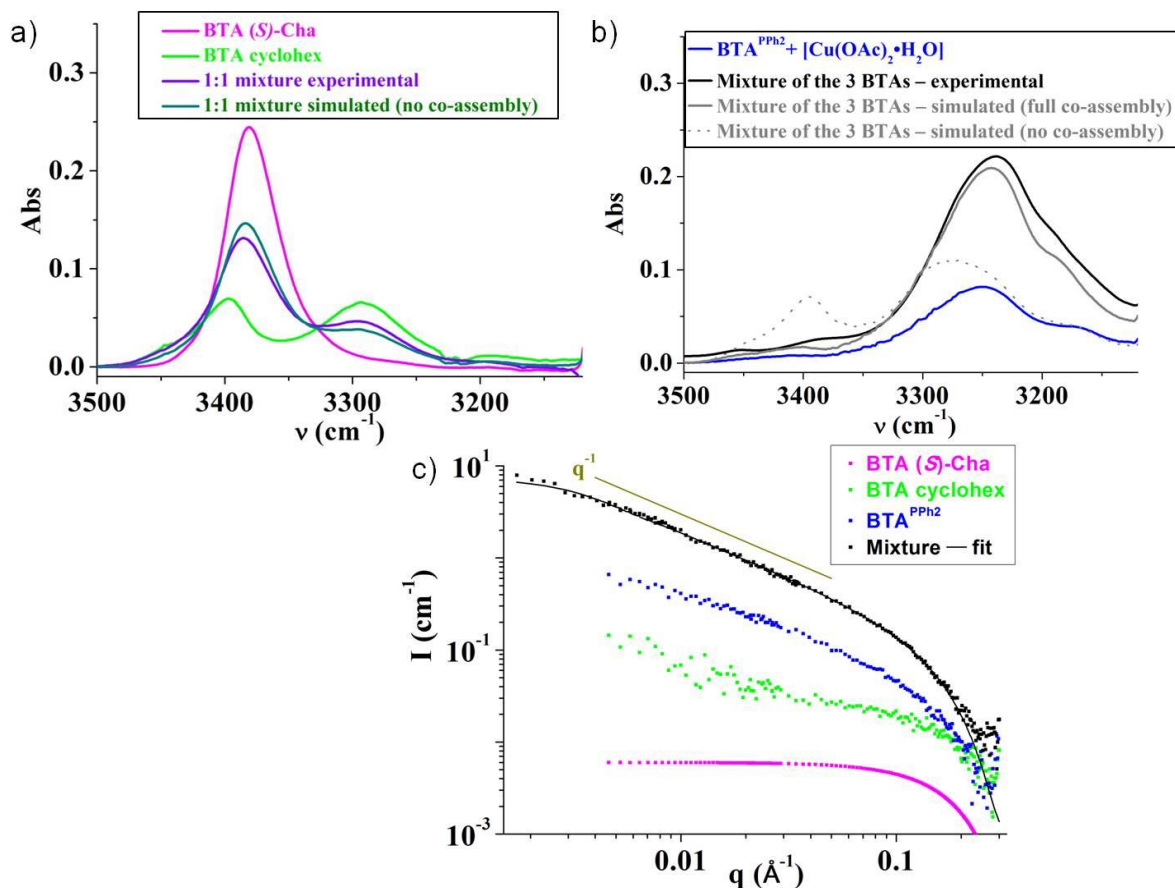 a)
BTA (S)-Cha
BTA cyclohex
1:1 mixture experimental
1:1 mixture simulated (no co-assembly)
0.3
0.2
0.1
0.0
Abs
3500 3400 3300 3200
ν (cm-1)
b)
BTAPPh2 + [Cu(OAc)2•H2O]
Mixture of the 3 BTAs – experimental
Mixture of the 3 BTAs – simulated (full co-assembly)
Mixture of the 3 BTAs – simulated (no co-assembly)
0.3
0.2
0.1
0.0
Abs
3500 3400 3300 3200
ν (cm-1)
c)
q-1
BTA (S)-Cha
BTA cyclohex
BTAPPh2
Mixture — fit
101
10-1
10-3
I (cm-1)
0.01 0.1
q (Å-1)